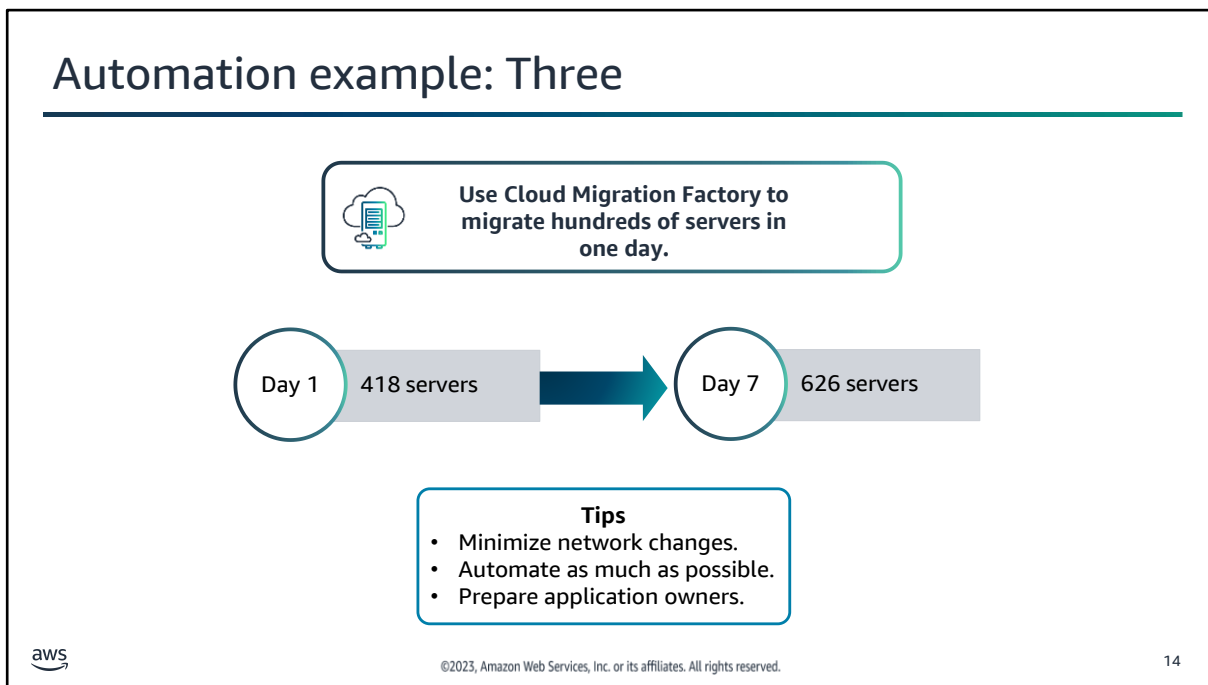 Automation example: Three
Use Cloud Migration Factory to
migrate hundreds of servers in
one day.
Day 1
418 servers
Day 7
626 servers
Tips
• Minimize network changes.
• Automate as much as possible.
• Prepare application owners.
aws
©2023, Amazon Web Services, Inc. or its affiliates. All rights reserved.
14